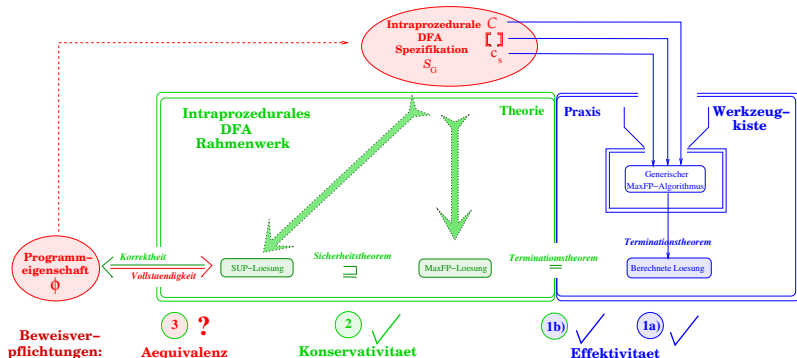 Intraprozedurale
DFA
Spezifikation
S_G
C
[[ ]]
c_s
Intraprozedurales
DFA
Rahmenwerk
Theorie
Praxis
Werkzeug-
kiste
Generischer
MaxFP-Algorithmus
Terminationstheorem
Programm-
eigenschaft
ϕ
Korrektheit
Vollstaendigkeit
SUP-Loesung
Sicherheitstheorem
⊒
MaxFP-Loesung
Terminationstheorem
=
Berechnete Loesung
Beweisver-
pflichtungen:
3 ?
Aequivalenz
2 ✓
Konservativitaet
1b) ✓
1a) ✓
Effektivitaet